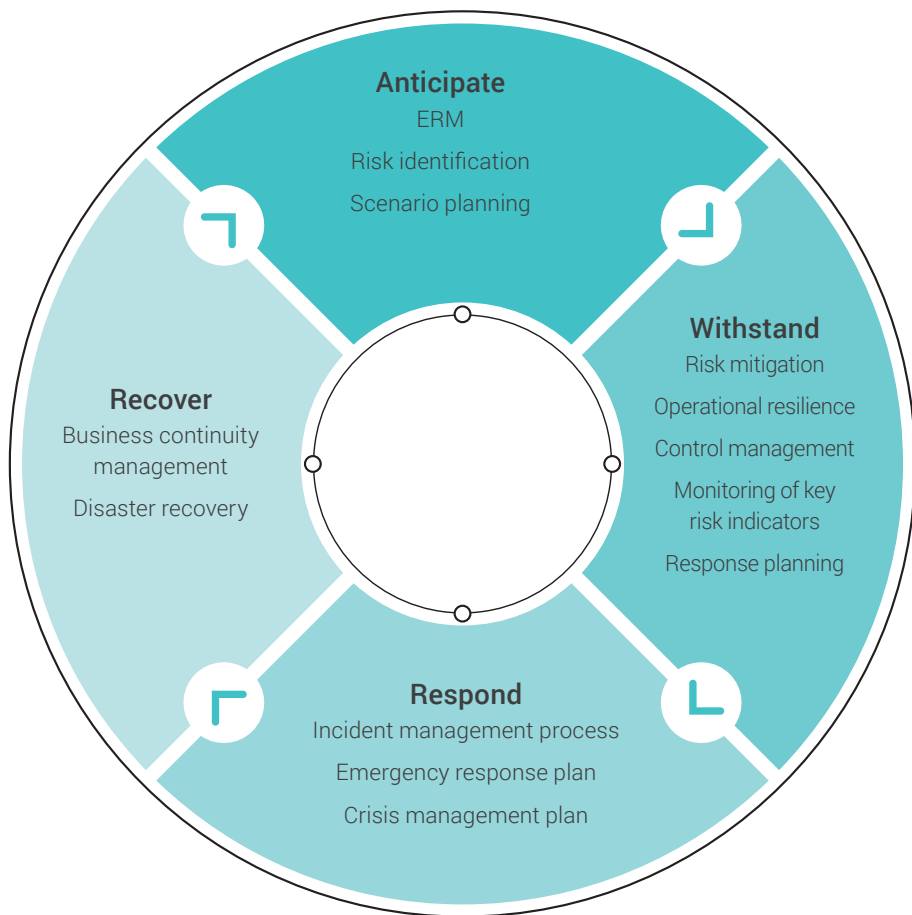 Anticipate
ERM
Risk identification
Scenario planning
Withstand
Risk mitigation
Operational resilience
Control management
Monitoring of key
risk indicators
Response planning
Respond
Incident management process
Emergency response plan
Crisis management plan
Recover
Business continuity
management
Disaster recovery